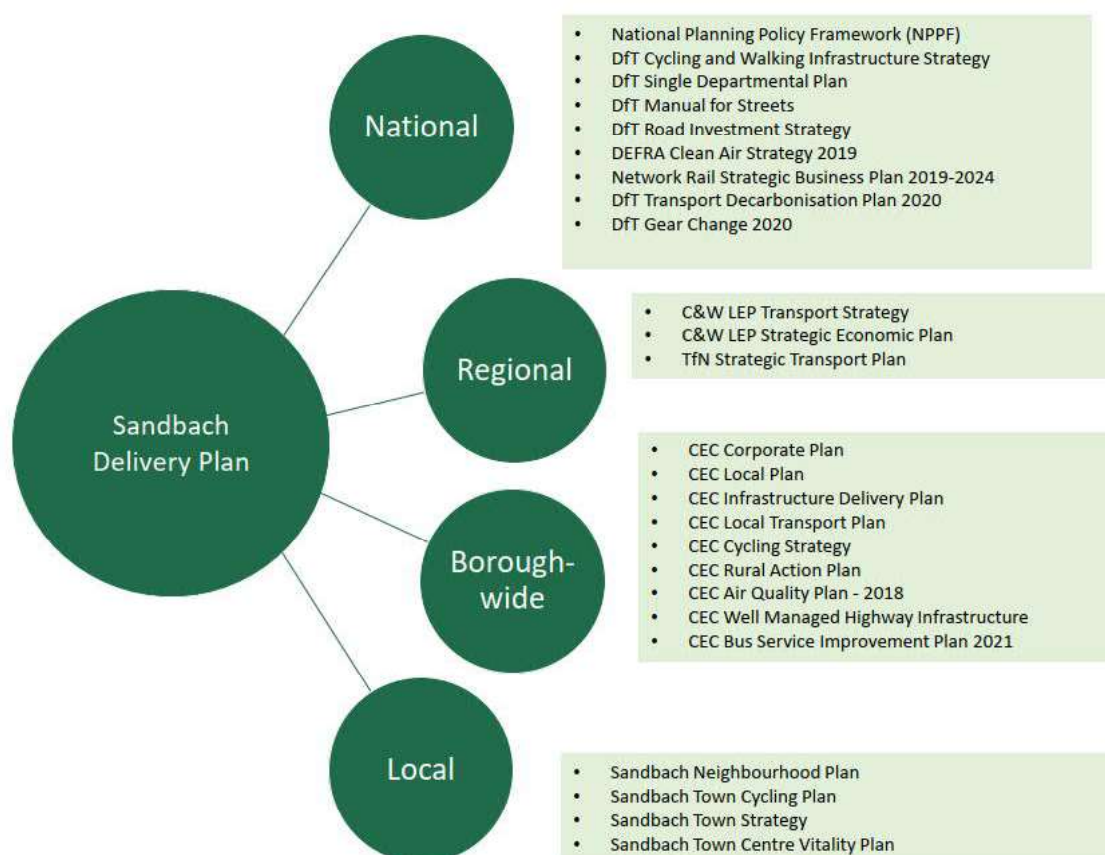 National
• National Planning Policy Framework (NPPF)
• DfT Cycling and Walking Infrastructure Strategy
• DfT Single Departmental Plan
• DfT Manual for Streets
• DfT Road Investment Strategy
• DEFRA Clean Air Strategy 2019
• Network Rail Strategic Business Plan 2019-2024
• DfT Transport Decarbonisation Plan 2020
• DfT Gear Change 2020
Regional
• C&W LEP Transport Strategy
• C&W LEP Strategic Economic Plan
• TfN Strategic Transport Plan
Sandbach
Delivery Plan
Borough-
wide
• CEC Corporate Plan
• CEC Local Plan
• CEC Infrastructure Delivery Plan
• CEC Local Transport Plan
• CEC Cycling Strategy
• CEC Rural Action Plan
• CEC Air Quality Plan - 2018
• CEC Well Managed Highway Infrastructure
• CEC Bus Service Improvement Plan 2021
Local
• Sandbach Neighbourhood Plan
• Sandbach Town Cycling Plan
• Sandbach Town Strategy
• Sandbach Town Centre Vitality Plan